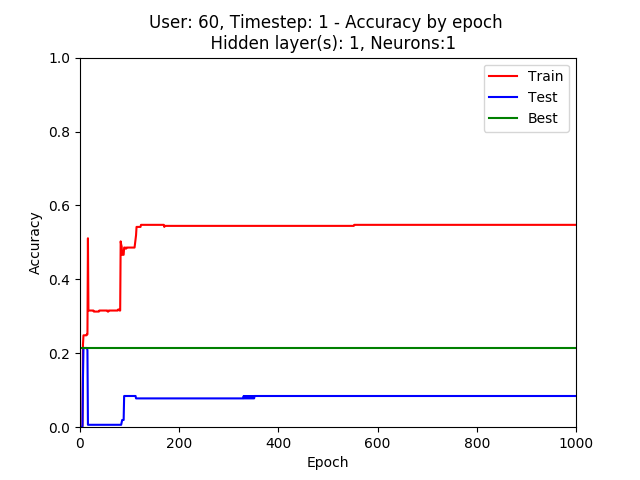 User: 60, Timestep: 1 - Accuracy by epoch
Hidden layer(s): 1, Neurons:1
Train
Test
Best
1.0
0.8
0.6
0.4
0.2
0.0
Accuracy
0 200 400 600 800 1000
Epoch